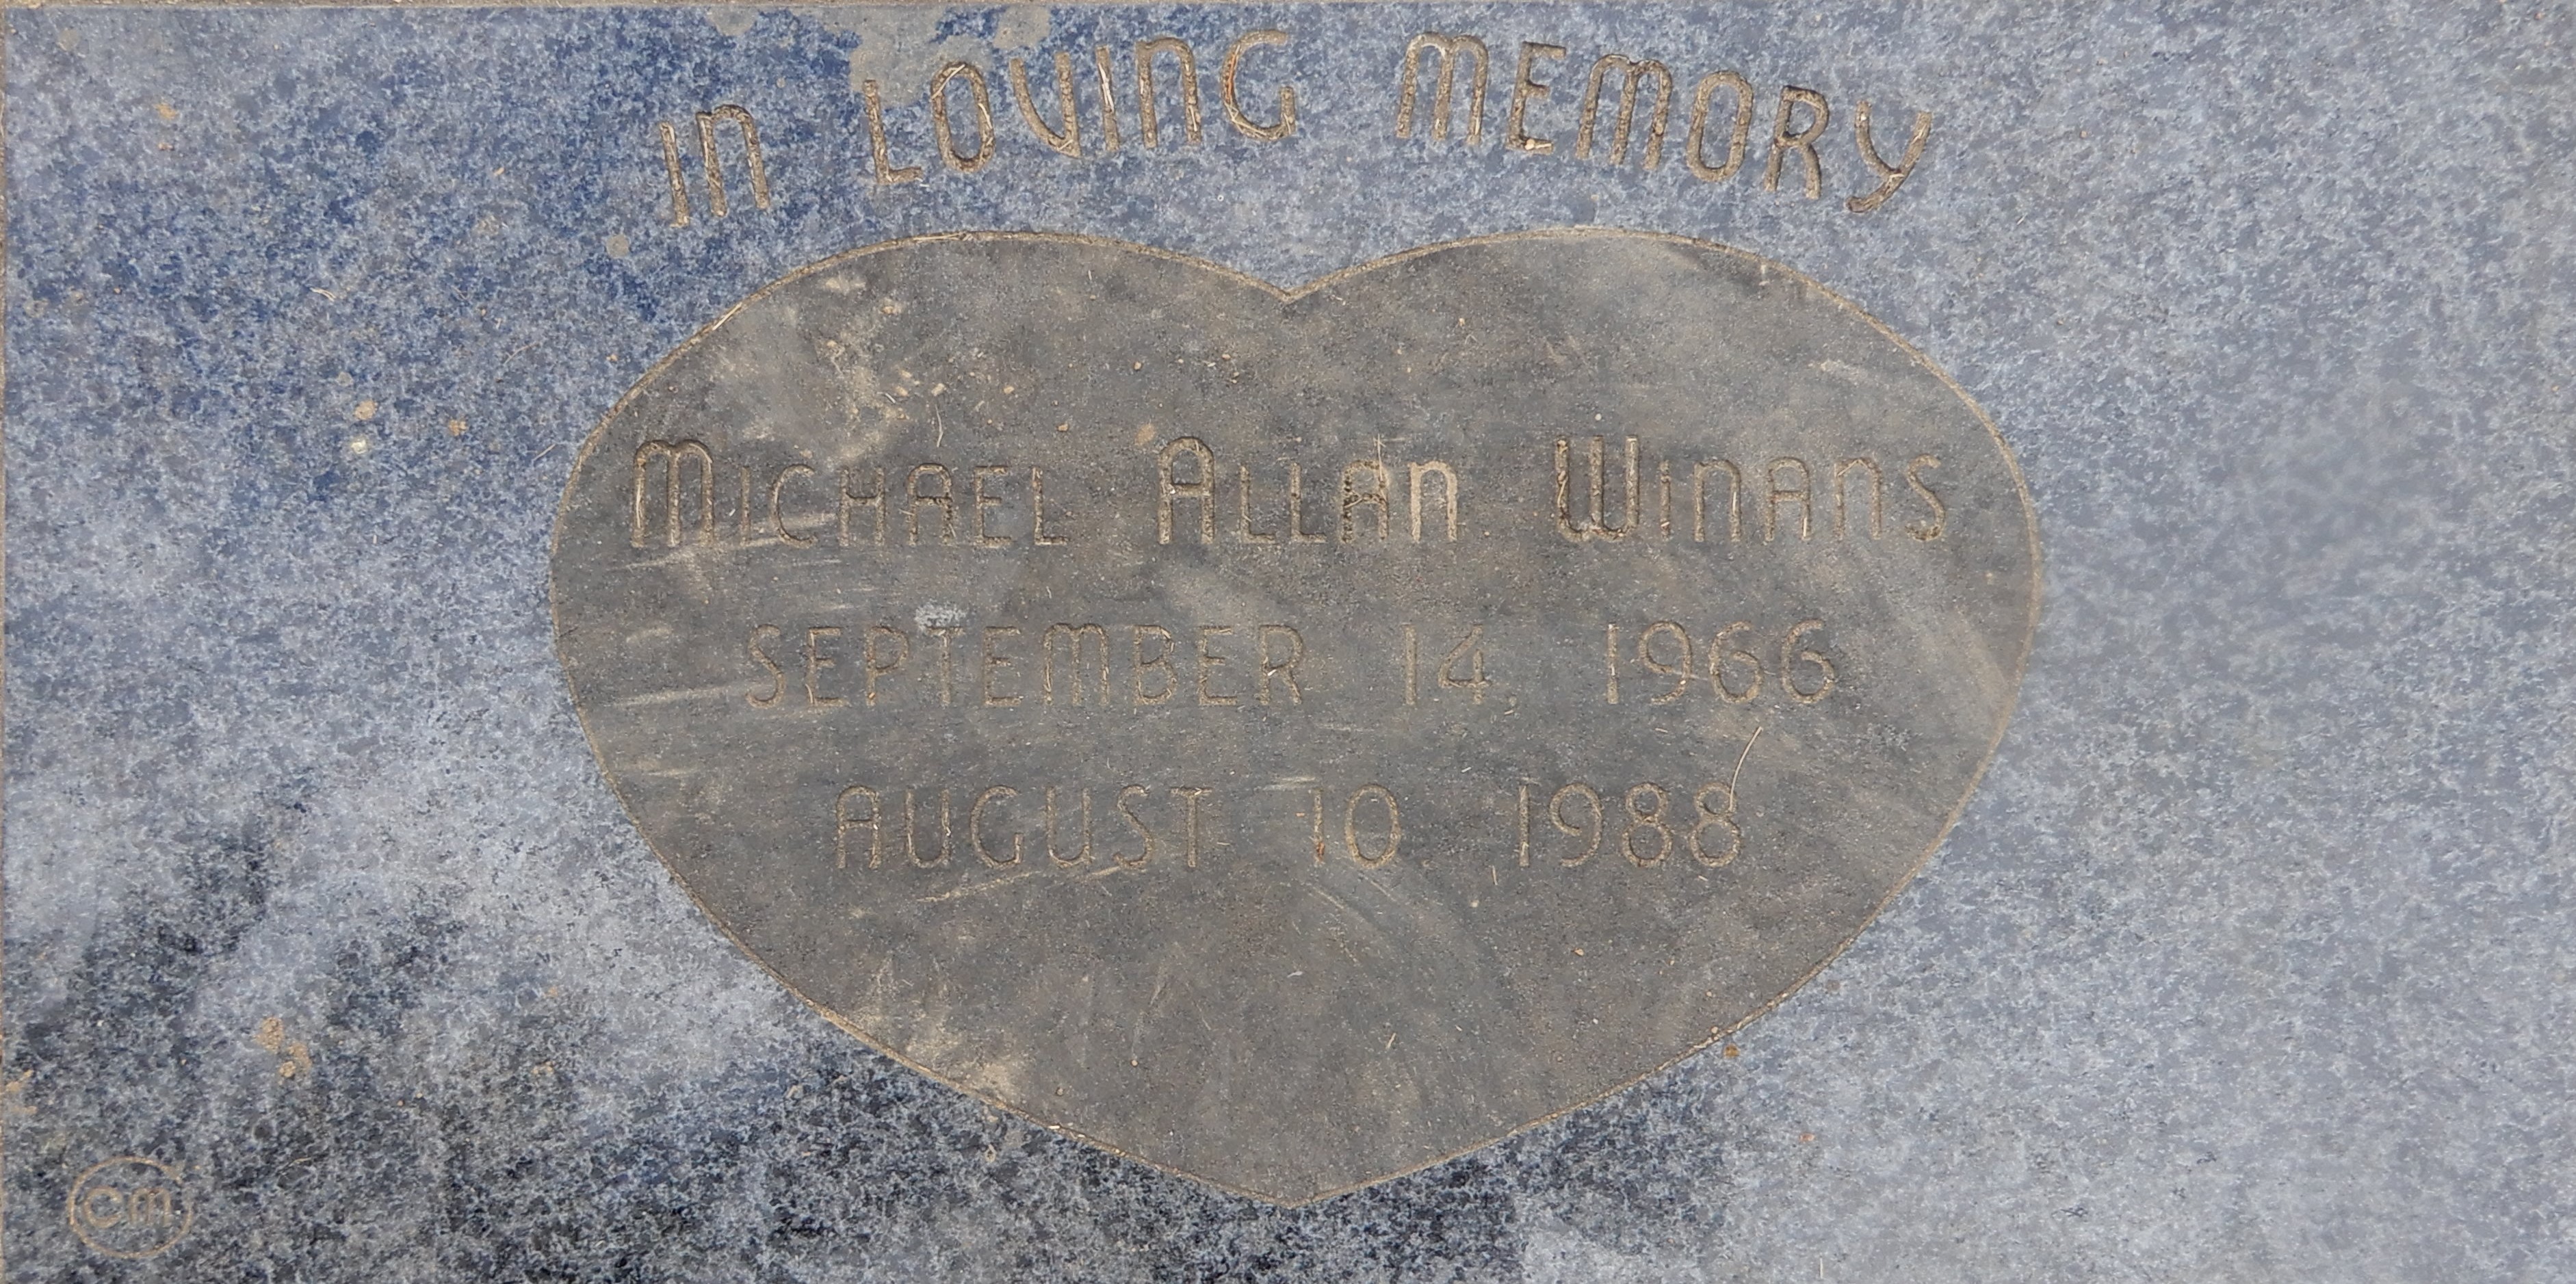 IN LOVING MEMORY
MICHAEL ALLAN WINANS
SEPTEMBER 14, 1966
AUGUST 10 1988
cm